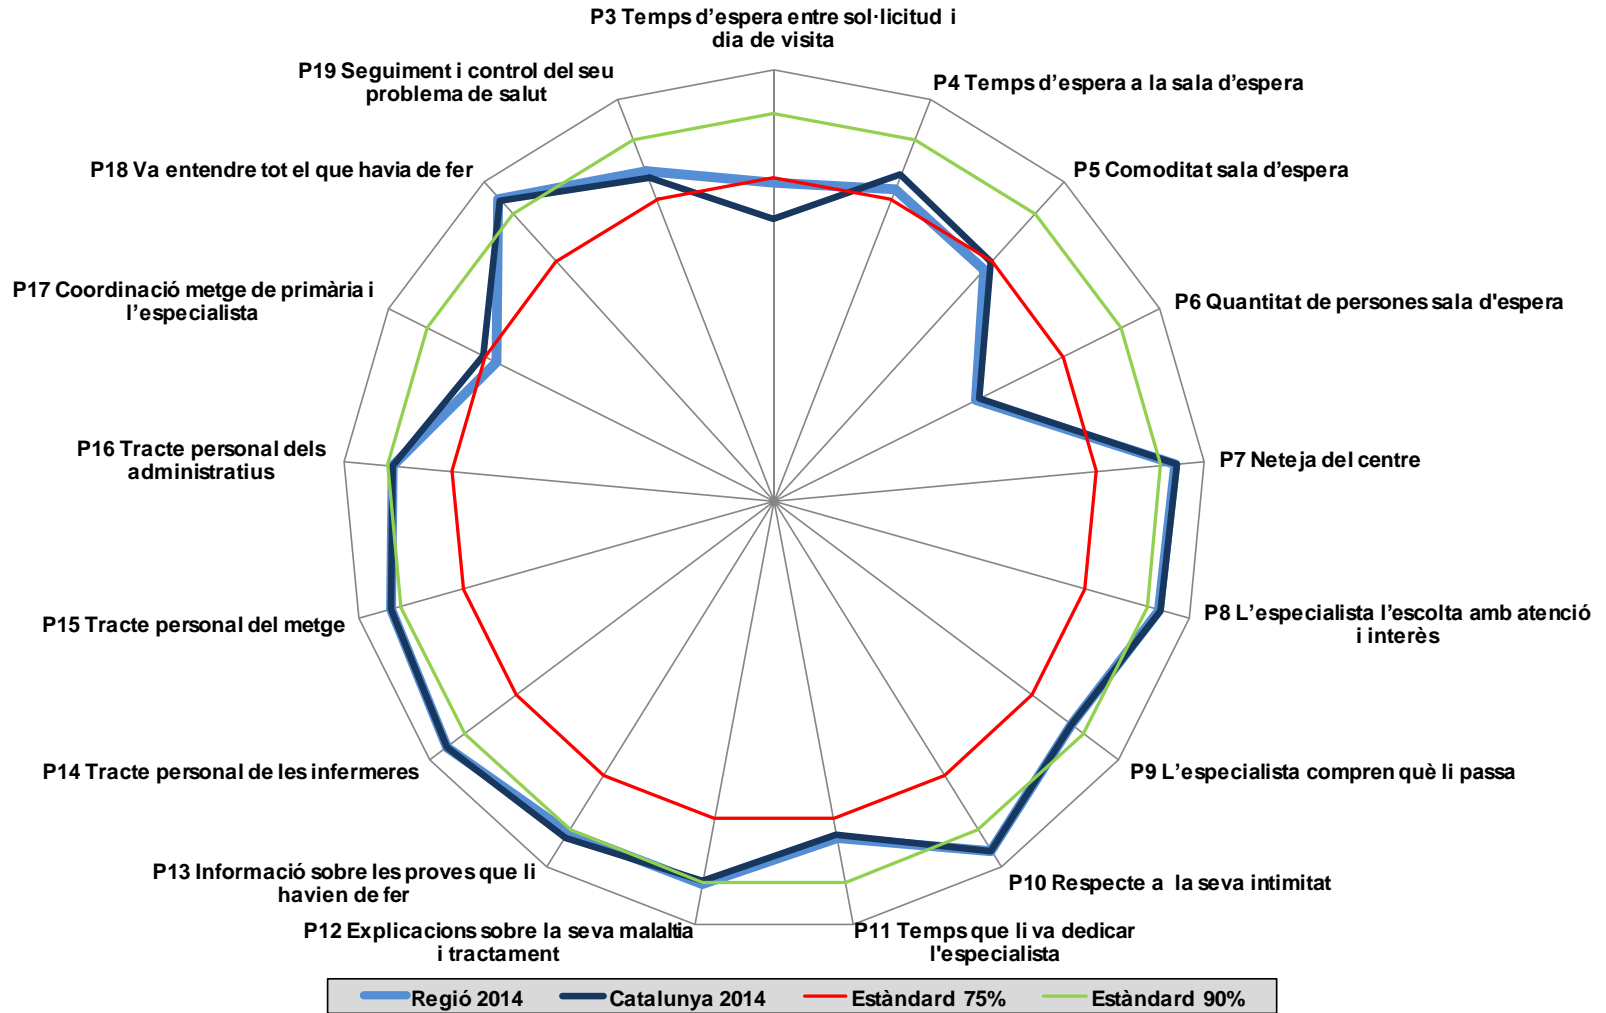 P3 Temps d'espera entre sol·licitud i
dia de visita
P4 Temps d'espera a la sala d'espera
P5 Comoditat sala d'espera
P6 Quantitat de persones sala d'espera
P7 Neteja del centre
P8 L'especialista l'escolta amb atenció
i interès
P9 L'especialista compren què li passa
P10 Respecte a la seva intimitat
P11 Temps que li va dedicar
l'especialista
P12 Explicacions sobre la seva malaltia
i tractament
P13 Informació sobre les proves que li
havien de fer
P14 Tracte personal de les infermeres
P15 Tracte personal del metge
P16 Tracte personal dels
administratius
P17 Coordinació metge de primària i
l'especialista
P18 Va entendre tot el que havia de fer
P19 Seguiment i control del seu
problema de salut
Regió 2014
Catalunya 2014
Estàndard 75%
Estàndard 90%